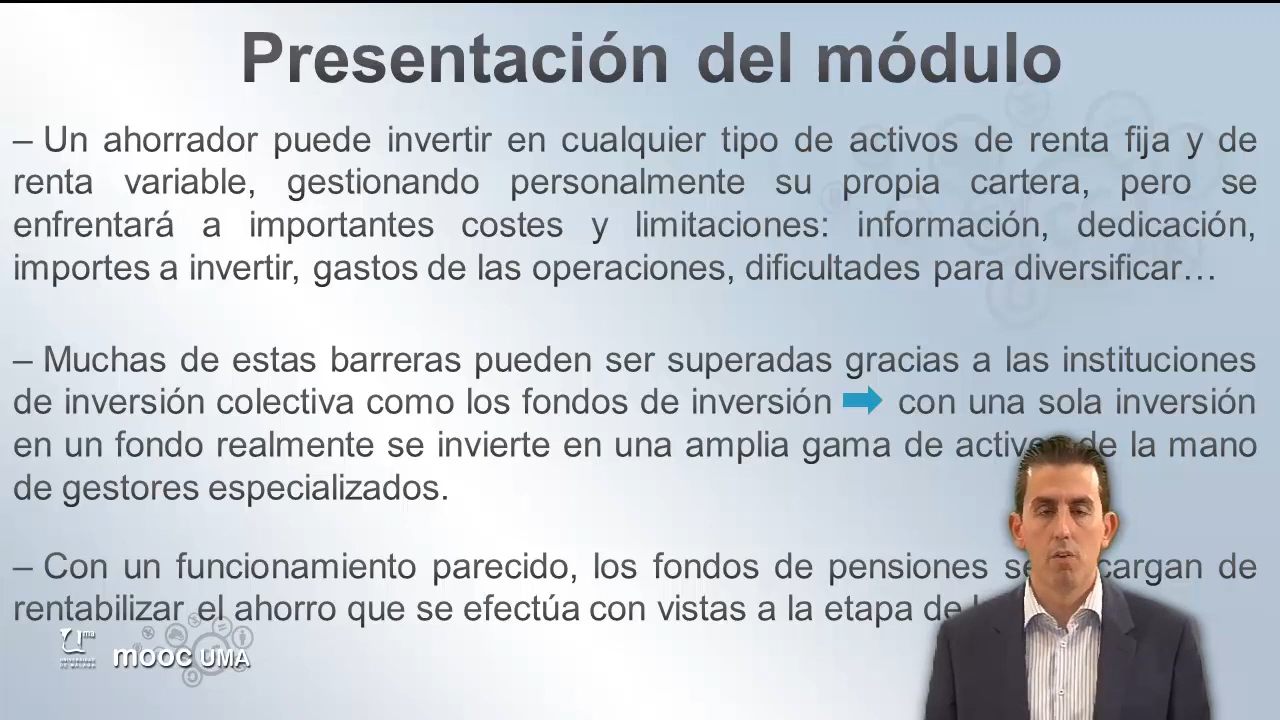 Presentación del módulo
– Un ahorrador puede invertir en cualquier tipo de activos de renta fija y de
renta variable, gestionando personalmente su propia cartera, pero se
enfrentará a importantes costes y limitaciones: información, dedicación,
importes a invertir, gastos de las operaciones, dificultades para diversificar…
– Muchas de estas barreras pueden ser superadas gracias a las instituciones
de inversión colectiva como los fondos de inversión con una sola inversión
en un fondo realmente se invierte en una amplia gama de de la mano
de gestores especializados.
– Con un funcionamiento parecido, los fondos de pensiones de
rentabilizar el ahorro que se efectúa con vistas a la etapa de
mooc UMA